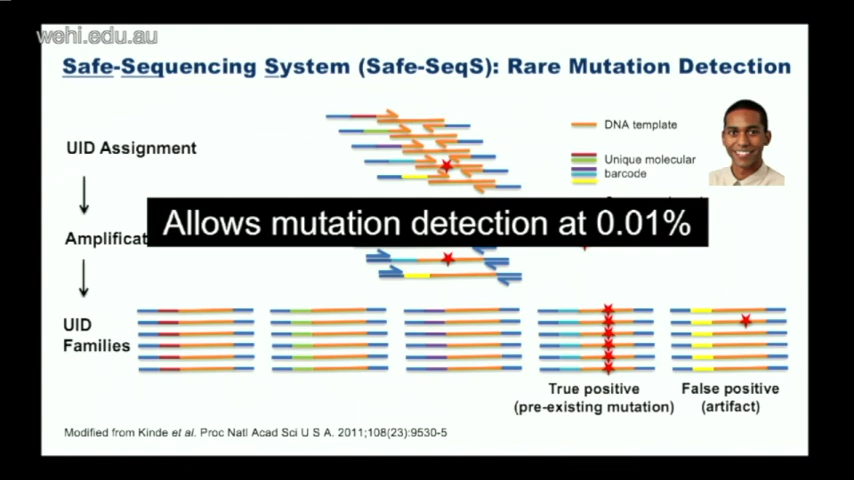 wehi.edu.au
Safe-Sequencing System (Safe-SeqS): Rare Mutation Detection
UID Assignment
DNA template
Unique molecular
barcode
Allows mutation detection at 0.01%
UID
Families
True positive
(pre-existing mutation)
False positive
(artifact)
Modified from Kinde et al. Proc Natl Acad Sci U S A. 2011;108(23):9530-5